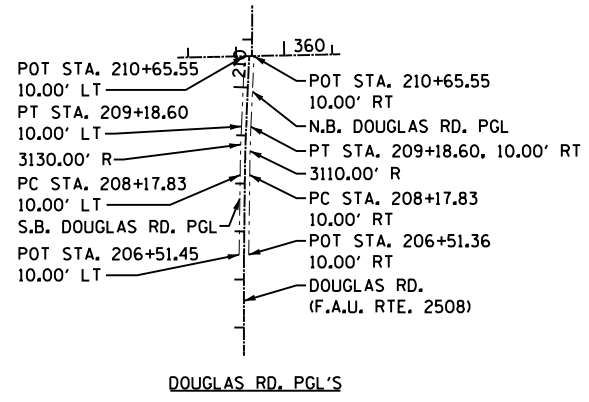 360
210
POT STA. 210+65.55
10.00' LT
PT STA. 209+18.60
10.00' LT
3130.00' R
PC STA. 208+17.83
10.00' LT
S.B. DOUGLAS RD. PGL
POT STA. 206+51.45
10.00' LT
POT STA. 210+65.55
10.00' RT
N.B. DOUGLAS RD. PGL
PT STA. 209+18.60, 10.00' RT
3110.00' R
PC STA. 208+17.83
10.00' RT
POT STA. 206+51.36
10.00' RT
DOUGLAS RD.
(F.A.U. RTE. 2508)
DOUGLAS RD. PGL'S